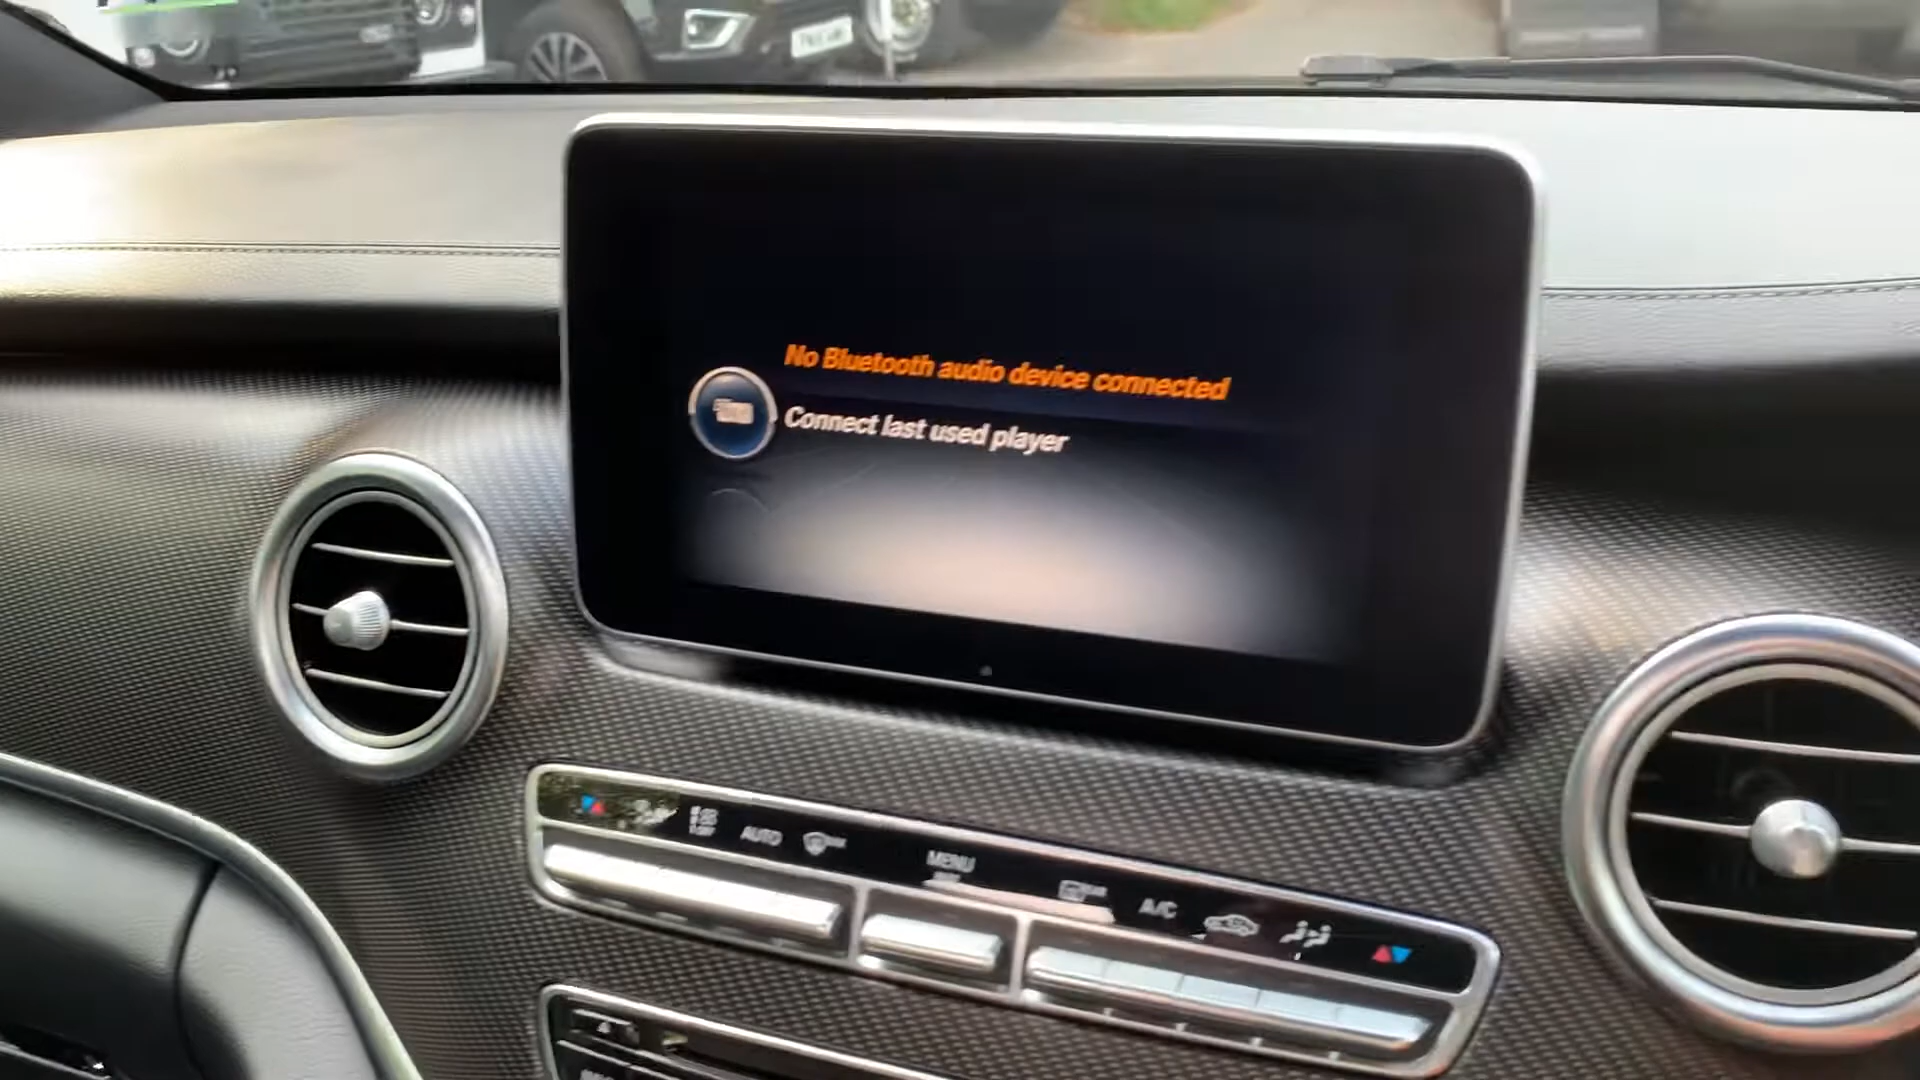 No Bluetooth audio device connected
Connect last used player
AUTO
MENU
A/C